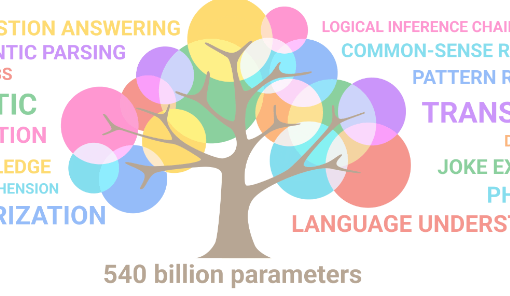 STION ANSWERING
NTIC PARSING
SS
TIC
TION
LEDGE
HENSION
RIZATION
LOGICAL INFERENCE CHAI
COMMON-SENSE R
PATTERN R
TRANS
D
JOKE EX
PH
LANGUAGE UNDERST
540 billion parameters